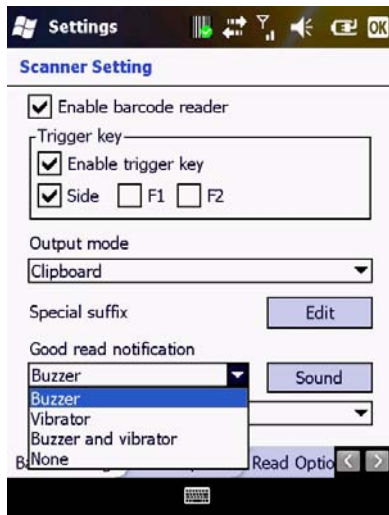 Settings OK
Scanner Setting
Enable barcode reader
Trigger key
Enable trigger key
Side F1 F2
Output mode
Clipboard
Special suffix Edit
Good read notification
Buzzer Sound
Buzzer
Vibrator
Buzzer and vibrator
None
Read Optio